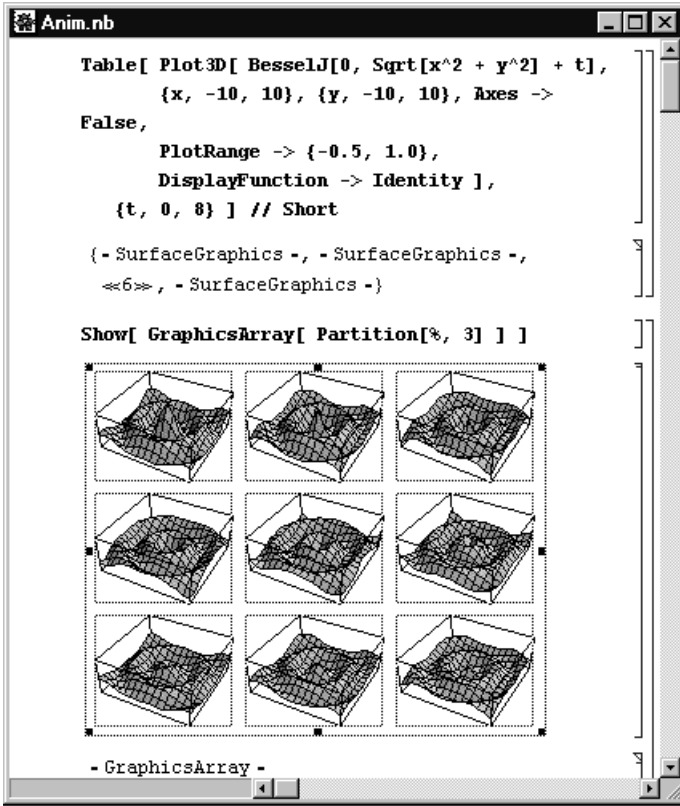 Anim.nb
Table[ Plot3D[ BesselJ[0, Sqrt[x^2 + y^2] + t],
{x, -10, 10}, {y, -10, 10}, Axes ->
False,
PlotRange -> {-0.5, 1.0},
DisplayFunction -> Identity ],
{t, 0, 8} ] // Short
{- SurfaceGraphics -, - SurfaceGraphics -,
≪6≫, - SurfaceGraphics -}
Show[ GraphicsArray[ Partition[%, 3] ] ]
- GraphicsArray -